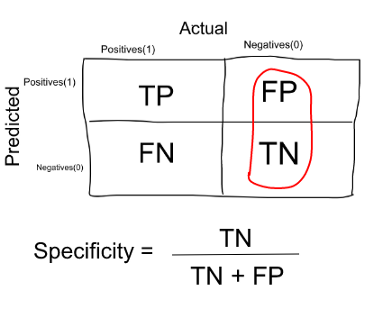 Actual
Positives(1) Negatives(0)
Predicted
Positives(1) TP FP
Negatives(0) FN TN
Specificity = TN
TN + FP